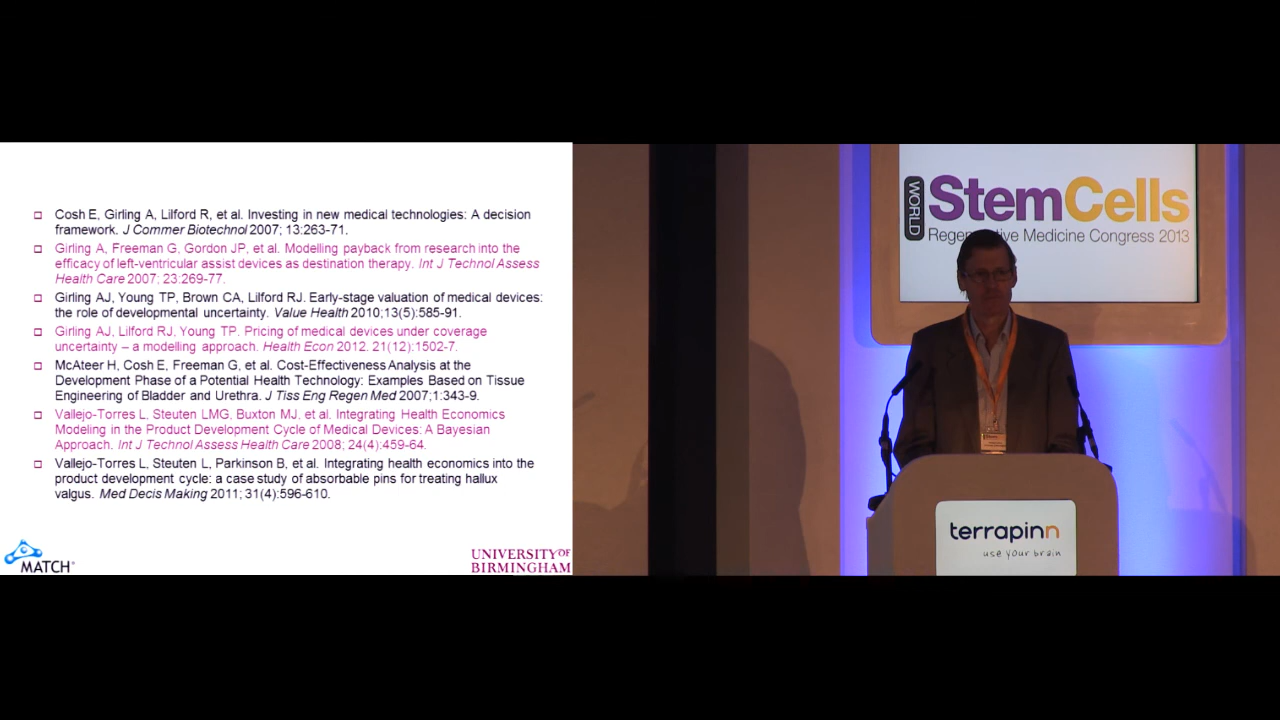 Cosh E, Girling A, Lilford R, et al. Investing in new medical technologies: A decision
framework. J Commer Biotechnol 2007; 13:263-71.
Girling A, Freeman G, Gordon JP, et al. Modelling payback from research into the
efficacy of left-ventricular assist devices as destination therapy. Int J Technol Assess
Health Care 2007; 23:269-77.
Girling AJ, Young TP, Brown CA, Lilford RJ. Early-stage valuation of medical devices:
the role of developmental uncertainty. Value Health 2010;13(5):585-91.
Girling AJ, Lilford RJ, Young TP. Pricing of medical devices under coverage
uncertainty – a modelling approach. Health Econ 2012. 21(12):1502-7.
McAteer H, Cosh E, Freeman G, et al. Cost-Effectiveness Analysis at the
Development Phase of a Potential Health Technology: Examples Based on Tissue
Engineering of Bladder and Urethra. J Tiss Eng Regen Med 2007;1:343-9.
Vallejo-Torres L, Steuten LMG, Buxton MJ, et al. Integrating Health Economics
Modeling in the Product Development Cycle of Medical Devices: A Bayesian
Approach. Int J Technol Assess Health Care 2008; 24(4):459-64.
Vallejo-Torres L, Steuten L, Parkinson B, et al. Integrating health economics into the
product development cycle: a case study of absorbable pins for treating hallux
valgus. Med Decis Making 2011; 31(4):596-610.
MATCH
UNIVERSITY OF
BIRMINGHAM
WORLD
StemCells
Regenerative Medicine Congress 2013
terrapinn
use your brain